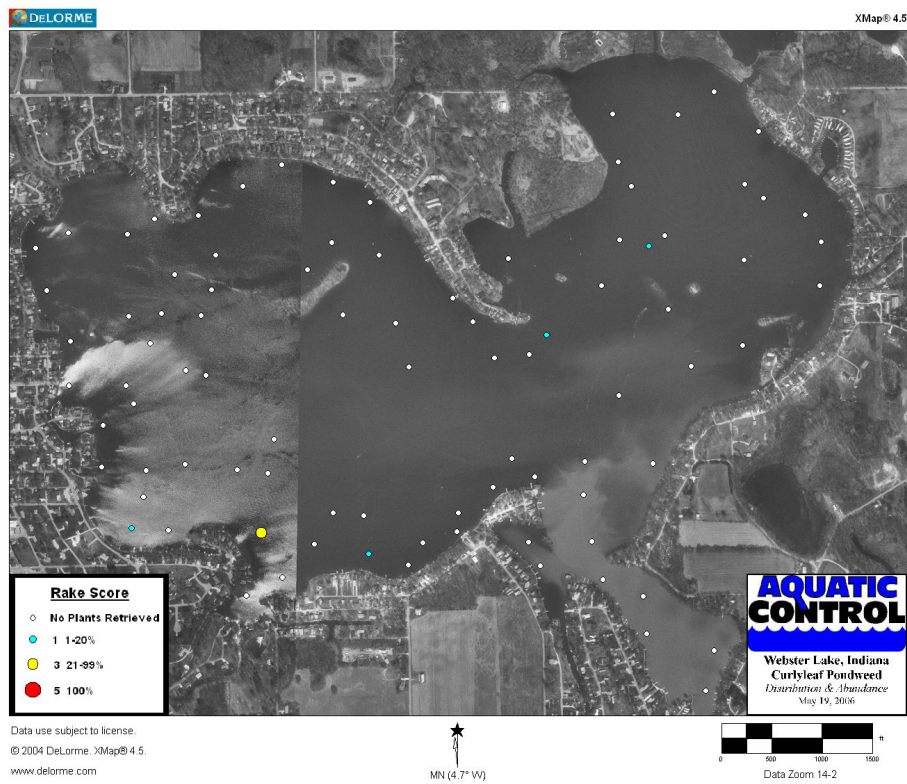 DELORME
XMap® 4.5
Rake Score
No Plants Retrieved
1 1-20%
3 21-99%
5 100%
AQUATIC
CONTROL
Webster Lake, Indiana
Curlyleaf Pondweed
Distribution & Abundance
May 19, 2006
Data use subject to license.
© 2004 DeLorme. XMap® 4.5.
www.delorme.com
MN (4.7° W)
ft
0 500 1000 1500
Data Zoom 14-2